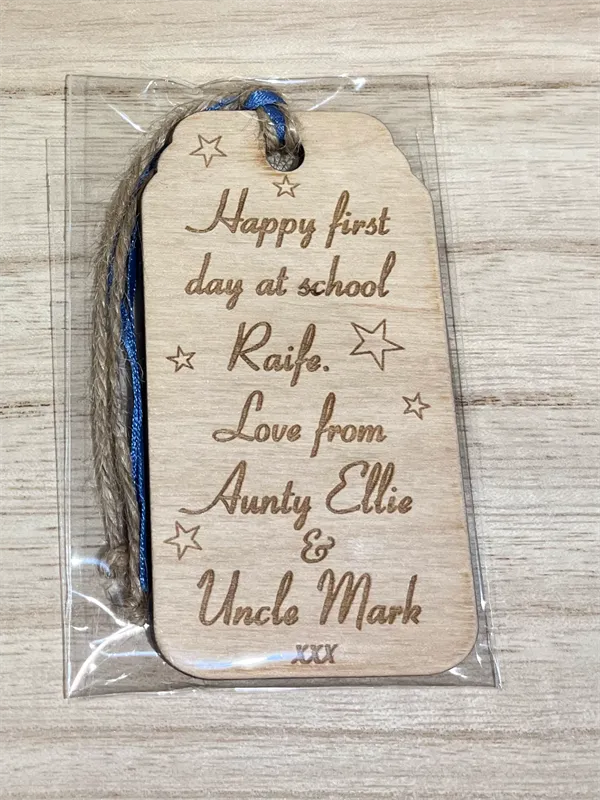 Happy first
day at school
Raife.
Love from
Aunty Ellie
&
Uncle Mark
xxx